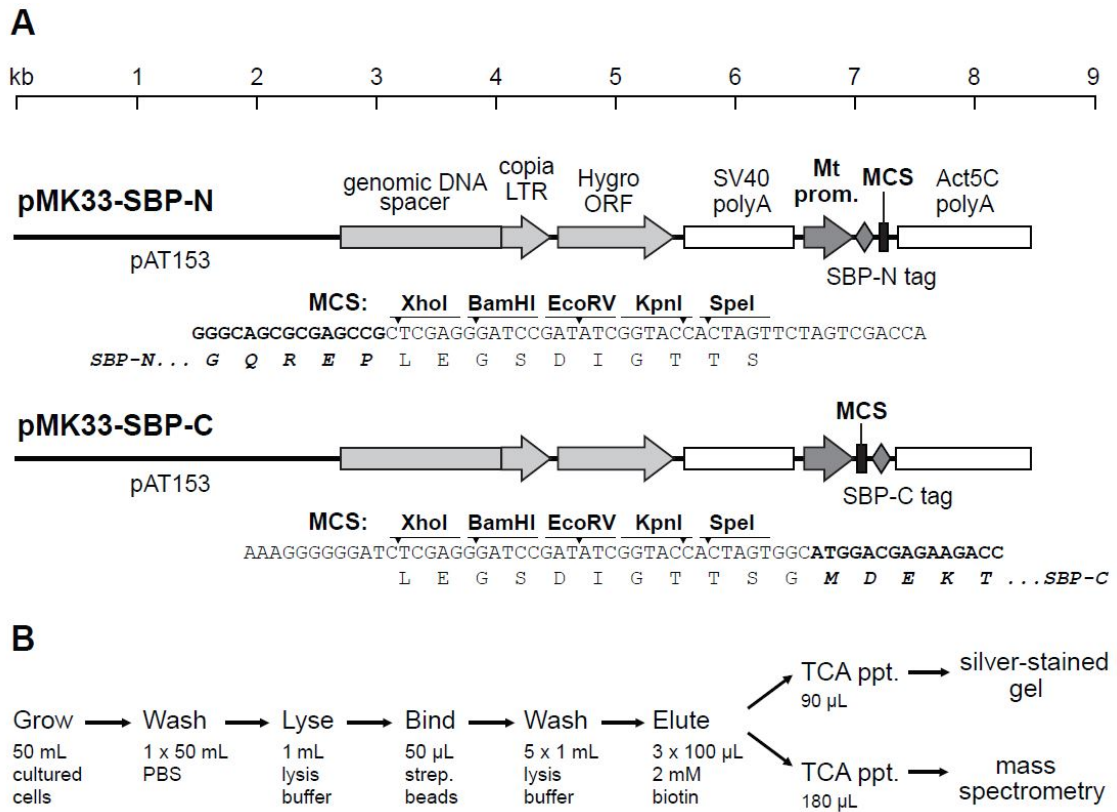 A
kb 1 2 3 4 5 6 7 8 9
pMK33-SBP-N
genomic DNA
spacer
copia
LTR
Hygro
ORF
SV40
polyA
Mt
prom.
MCS
Act5C
polyA
pAT153
SBP-N tag
MCS: XhoI BamHI EcoRV KpnI SpeI
GGGCAGCGCGAGCCGCTCGAGGGATCCGATATCGGTACCACTAGTTCTAGTCGACCA
SBP-N... G Q R E P L E G S D I G T T S
pMK33-SBP-C
MCS
pAT153
SBP-C tag
MCS: XhoI BamHI EcoRV KpnI SpeI
AAAGGGGGGATCTCGAGGGATCCGATATCGGTACCACTAGTGGCATGGACGAGAAGACC
L E G S D I G T T S G M D E K T ...SBP-C
B
Grow
50 mL
cultured
cells
Wash
1 x 50 mL
PBS
Lyse
1 mL
lysis
buffer
Bind
50 µL
strep.
beads
Wash
5 x 1 mL
lysis
buffer
Elute
3 x 100 µL
2 mM
biotin
TCA ppt.
90 µL
silver-stained
gel
TCA ppt.
180 µL
mass
spectrometry